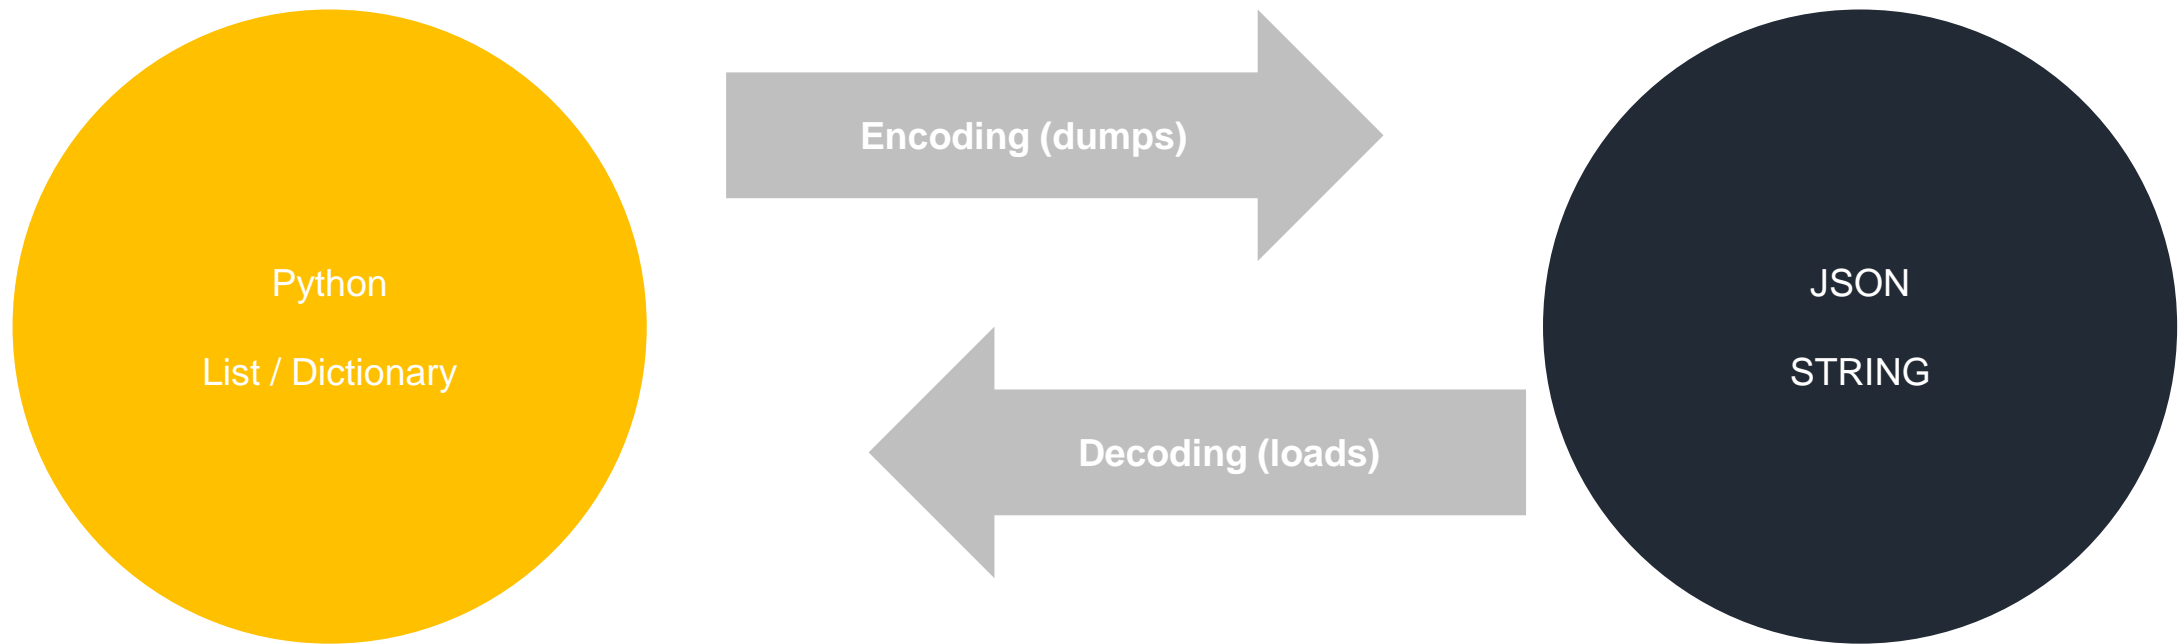 Python
List / Dictionary
Encoding (dumps)
Decoding (loads)
JSON
STRING